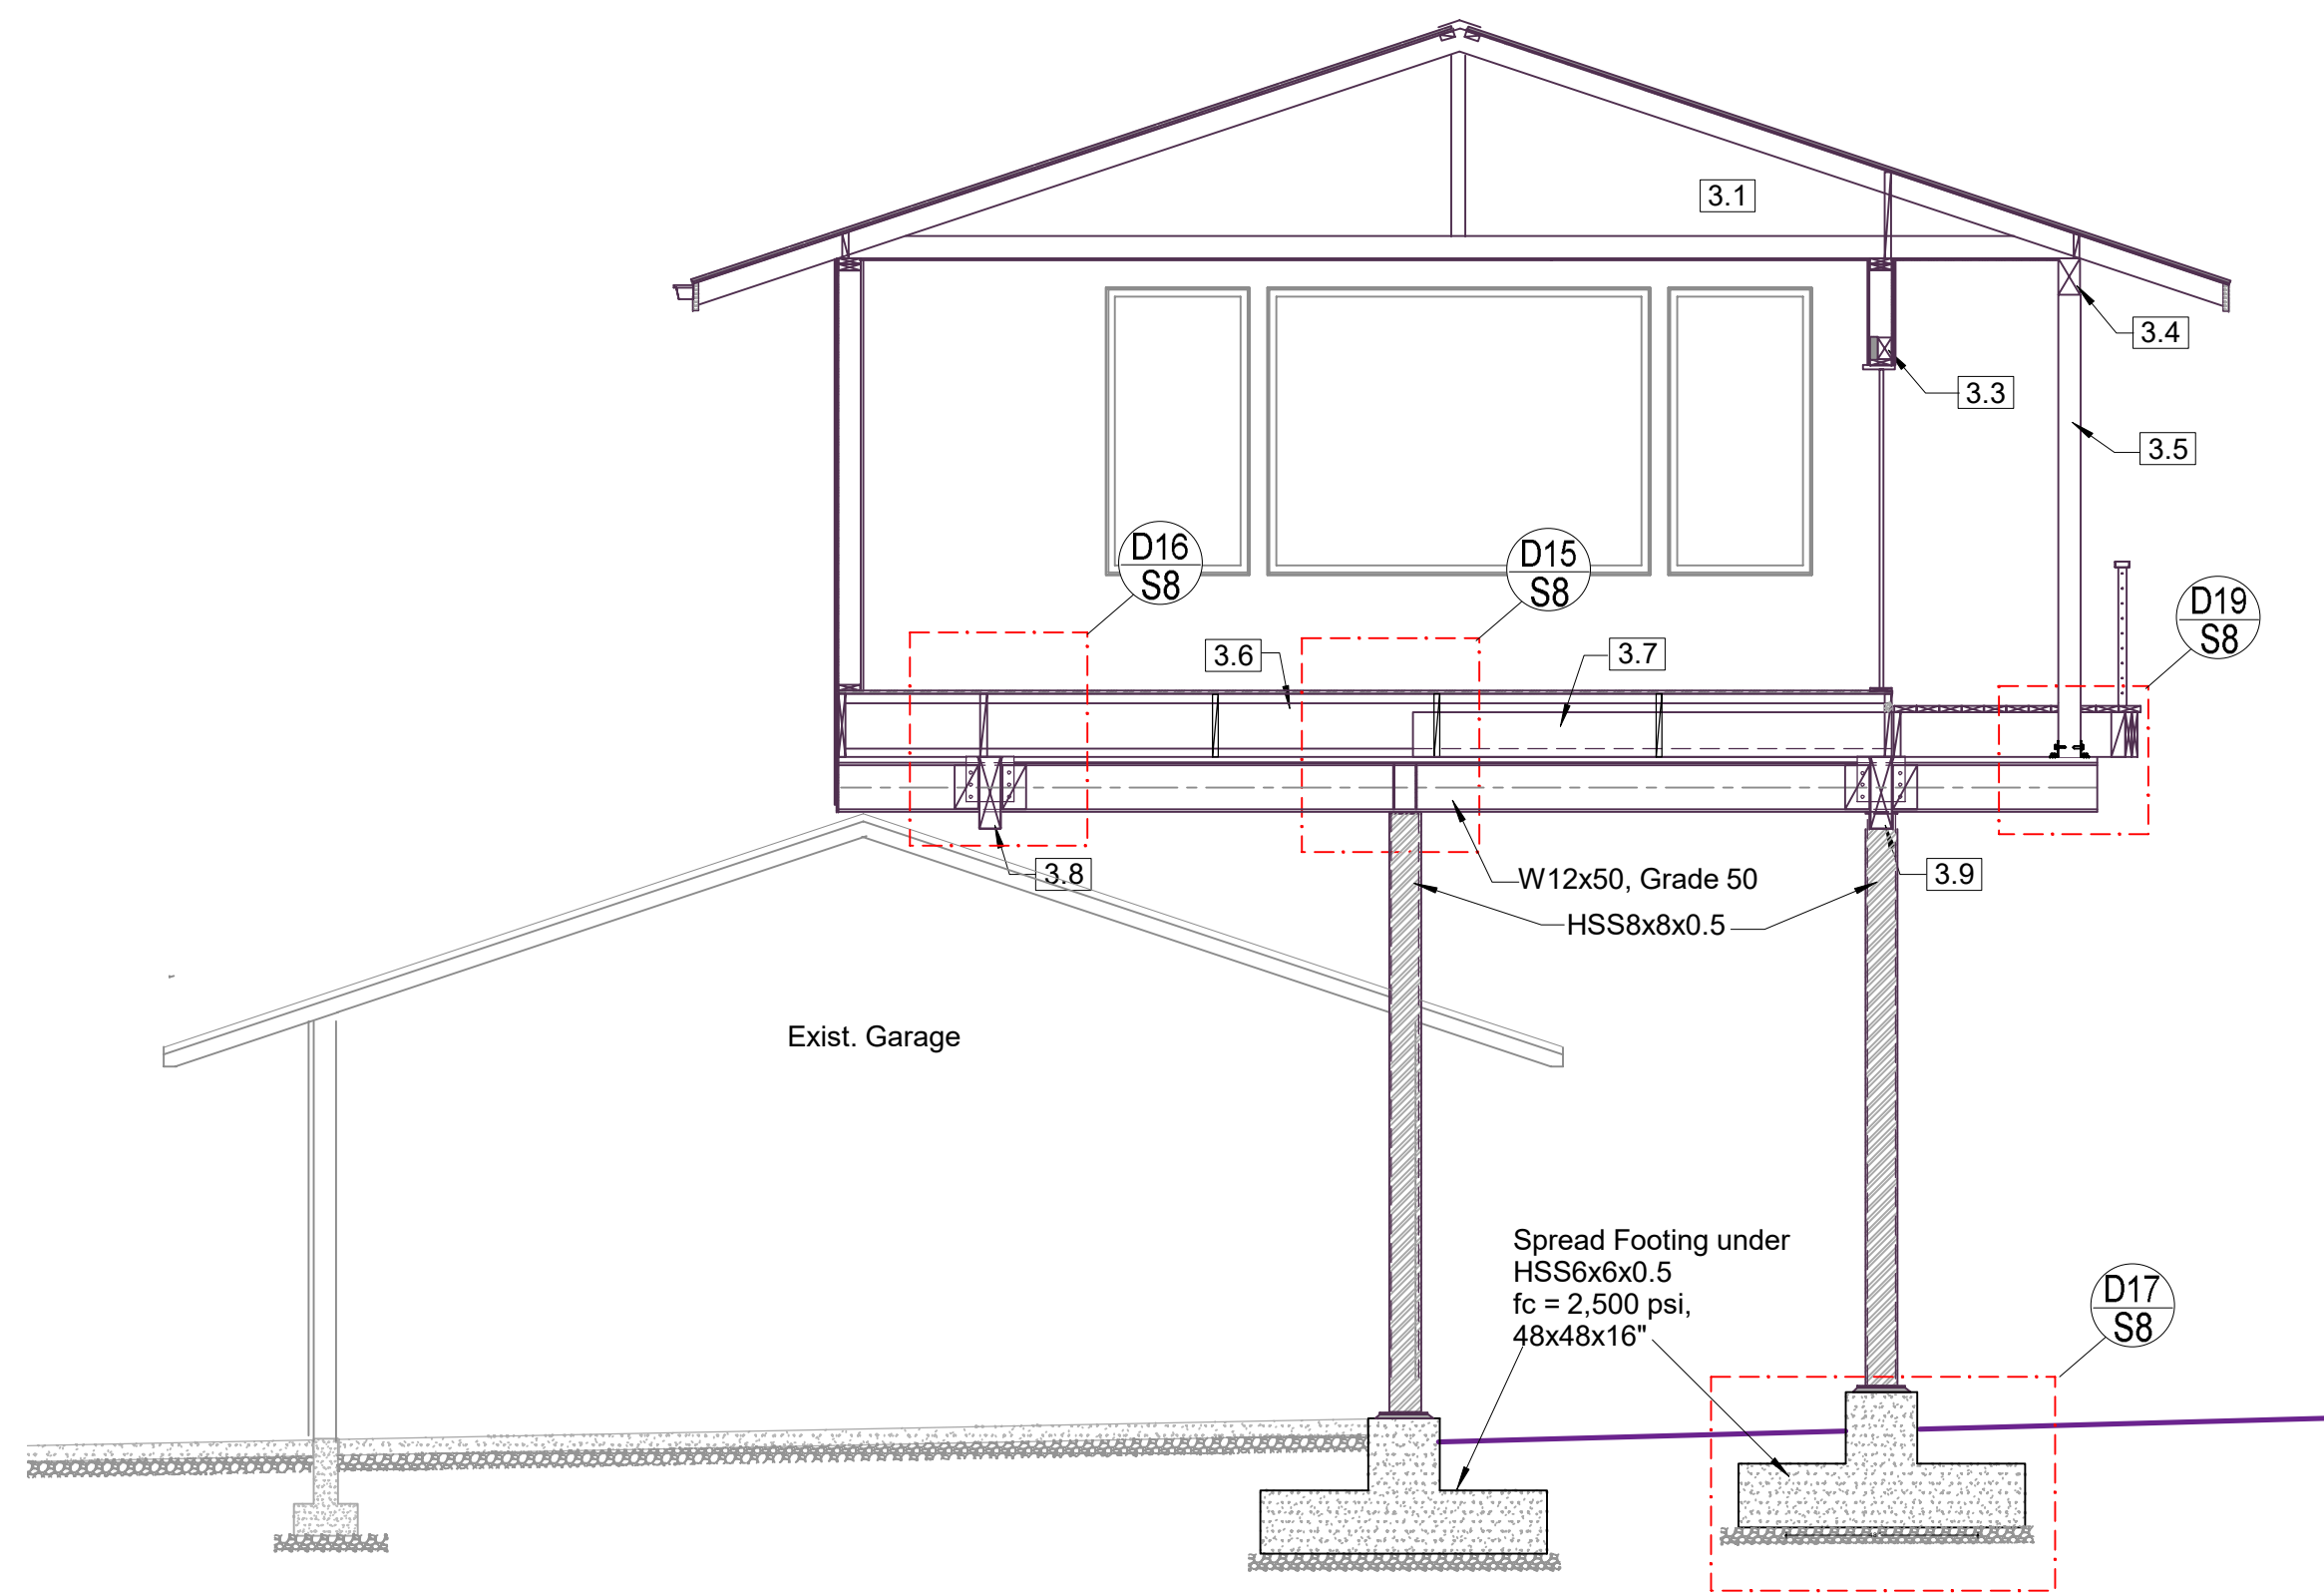 3.1
3.4
3.3
3.5
D16
S8
D15
S8
D19
S8
3.6
3.7
3.8
W12x50, Grade 50
3.9
HSS8x8x0.5
Exist. Garage
Spread Footing under
HSS6x6x0.5
fc = 2,500 psi,
48x48x16"
D17
S8